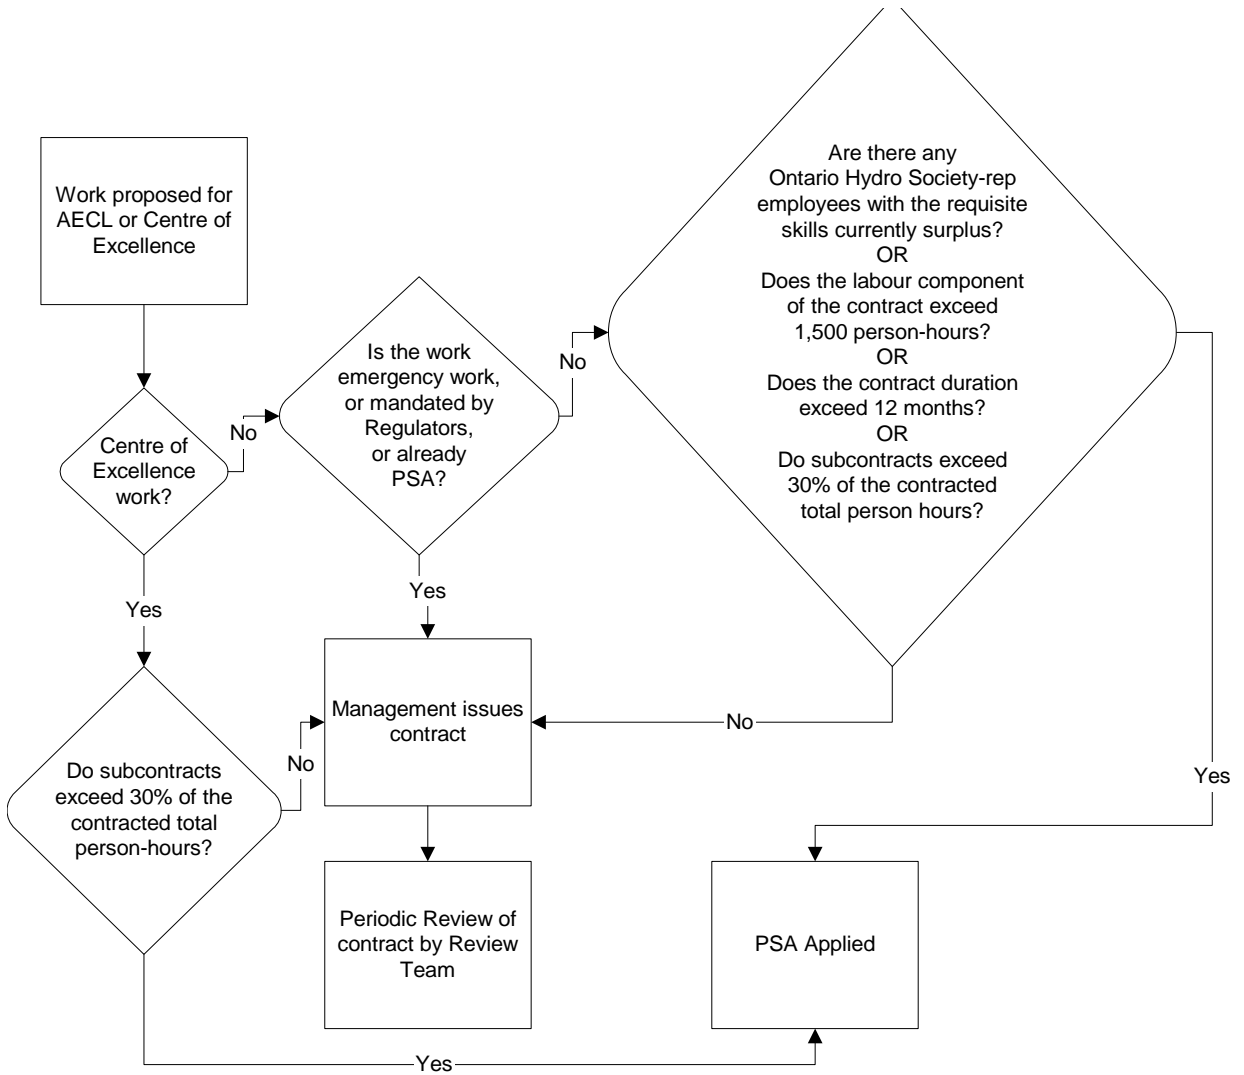 Work proposed for
AECL or Centre of
Excellence
Centre of
Excellence
work?
No
Yes
Is the work
emergency work,
or mandated by
Regulators,
or already
PSA?
No
Yes
Are there any
Ontario Hydro Society-rep
employees with the requisite
skills currently surplus?
OR
Does the labour component
of the contract exceed
1,500 person-hours?
OR
Does the contract duration
exceed 12 months?
OR
Do subcontracts exceed
30% of the contracted
total person hours?
No
Yes
Do subcontracts
exceed 30% of the
contracted total
person-hours?
No
Yes
Management issues
contract
Periodic Review of
contract by Review
Team
PSA Applied